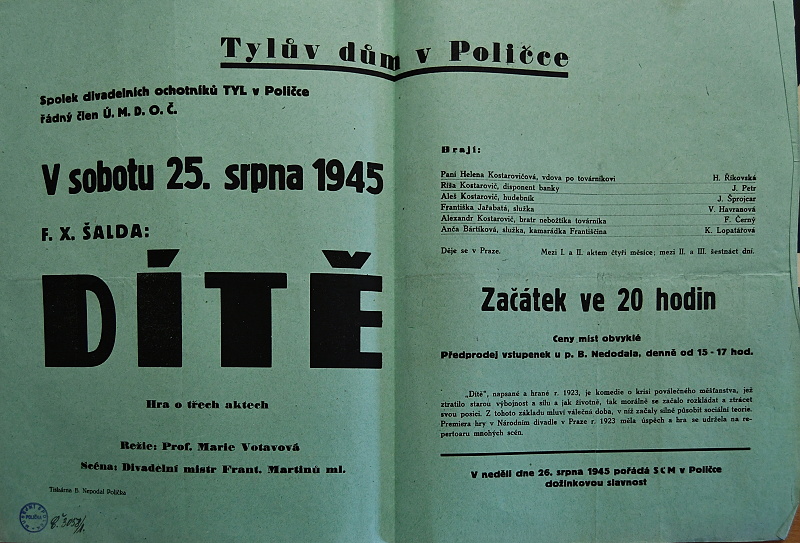 Tylův dům v Poličce
Spolek divadelních ochotníků TYL v Poličce
řádný člen Ú. M. D. O. Č.
V sobotu 25. srpna 1945
F. X. ŠALDA:
DÍTĚ
Hra o třech aktech
Režie: Prof. Marie Votavová
Scéna: Divadelní mistr Frant. Martinů ml.
Tiskárna B. Nepodal Polička
Hrají:
Paní Helena Kostarovičová, vdova po továrníkovi H. Říkovská
Ríša Kostarovič, disponent banky J. Petr
Aleš Kostarovič, hudebník J. Šprojcar
Františka Jařabatá, služka V. Havranová
Alexandr Kostarovič, bratr nebožtíka továrníka F. Černý
Anča Bártíková, služka, kamarádka Františčina K. Lopatářová
Děje se v Praze. Mezi I. a II. aktem čtyři měsíce; mezi II. a III. šestnáct dní.
Začátek ve 20 hodin
Ceny míst obvyklé
Předprodej vstupenek u p. B. Nedodala, denně od 15 - 17 hod.
„Dítě", napsané a hrané r. 1923, je komedie o krisi poválečného měšťanstva, jež
ztratilo starou výbojnost a sílu a jak životně, tak morálně se začalo rozkládat a ztrácet
svou posici. Z tohoto základu mluví válečná doba, v níž začaly silně působit sociální teorie.
Premiera hry v Národním divadle v Praze r. 1923 měla úspěch a hra se udržela na re-
pertoaru mnohých scén.
V neděli dne 26. srpna 1945 pořádá SČM v Poličce
dožinkovou slavnost